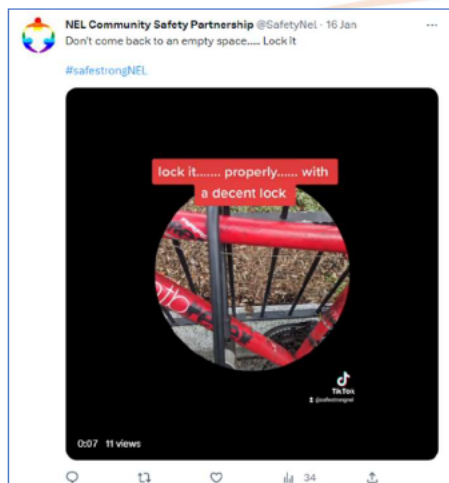 NEL Community Safety Partnership @SafetyNel · 16 Jan ...
Don't come back to an empty space..... Lock it
#safestrongNEL
lock it....... properly...... with
a decent lock
TikTok
@safestrongnel
0:07 11 views
34